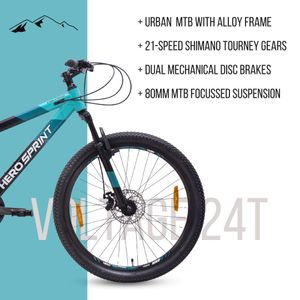 + URBAN MTB WITH ALLOY FRAME
+ 21-SPEED SHIMANO TOURNEY GEARS
+ DUAL MECHANICAL DISC BRAKES
+ 80MM MTB FOCUSSED SUSPENSION
HERO SPRINT
VOLTAGE 24T